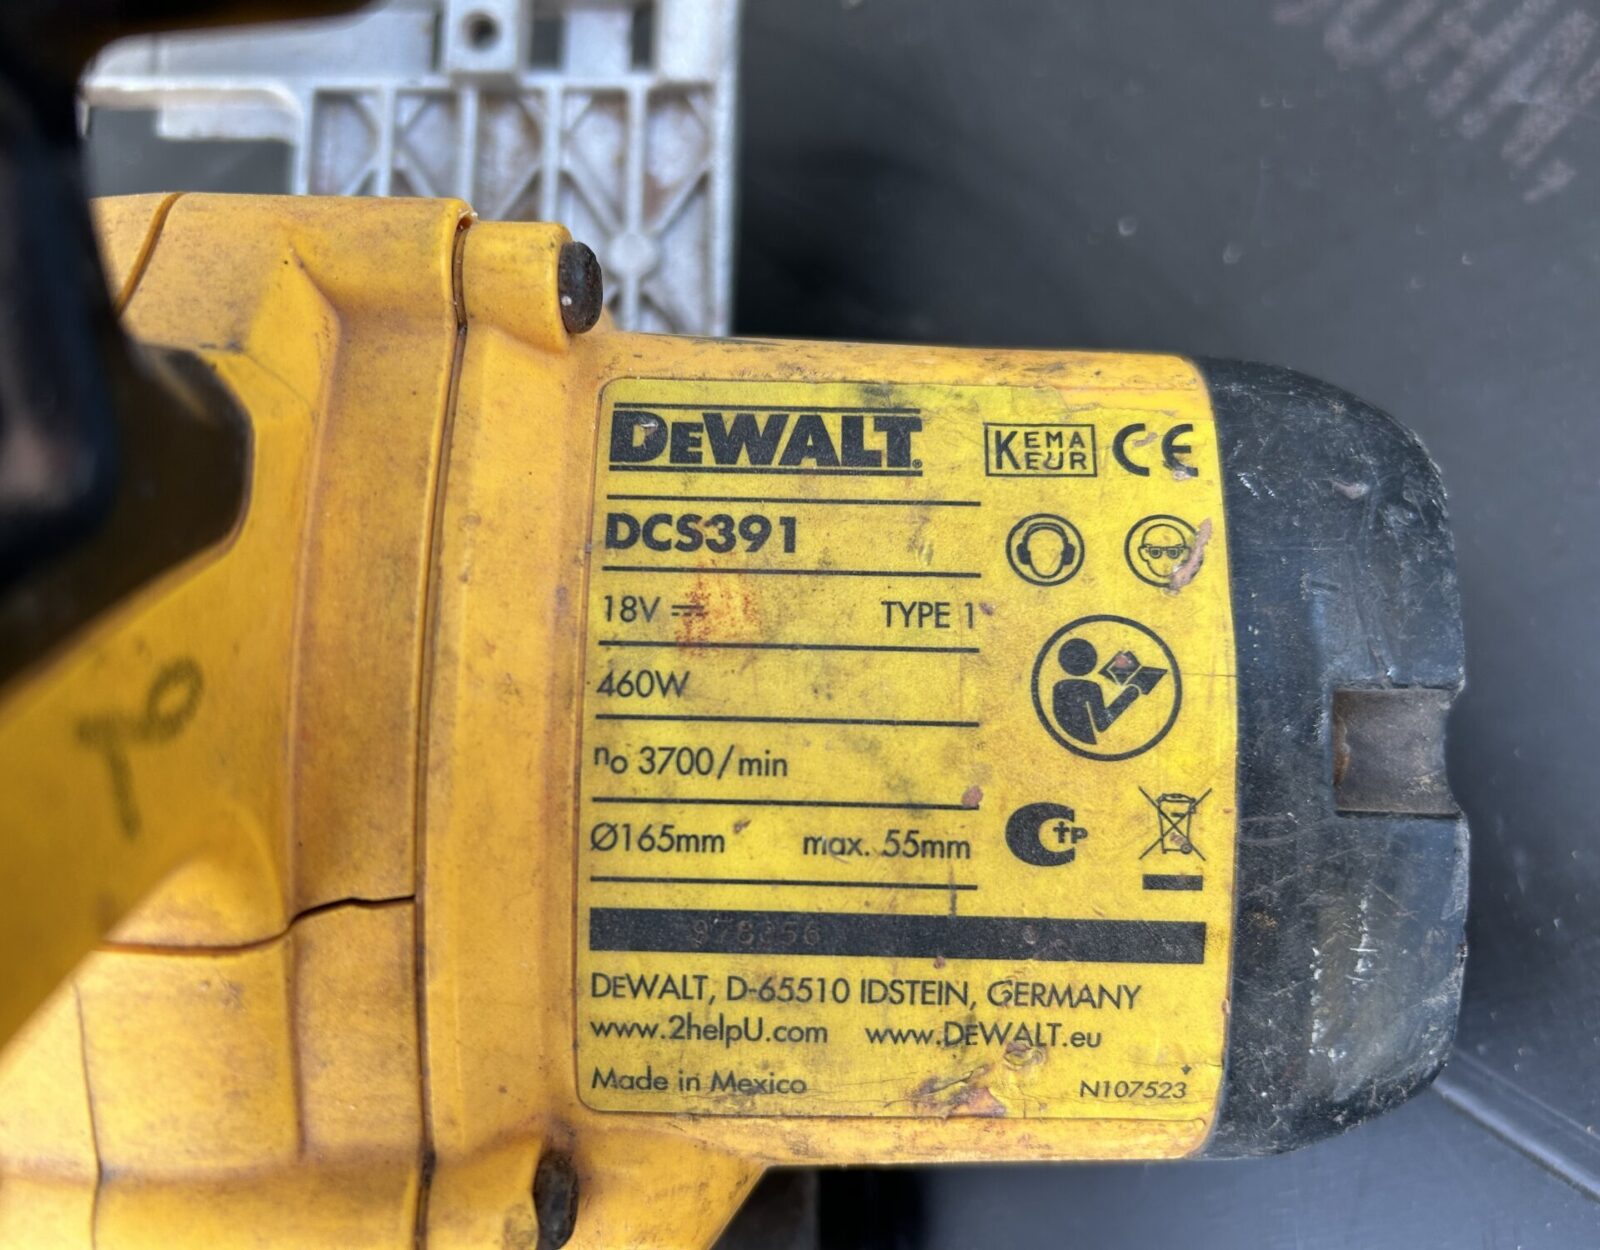 DEWALT®
KEMA
KEUR
CE
DCS391
18V ⎓ TYPE 1
460W
n₀ 3700/min
Ø165mm max. 55mm
DEWALT, D-65510 IDSTEIN, GERMANY
www.2helpU.com www.DEWALT.eu
Made in Mexico N107523